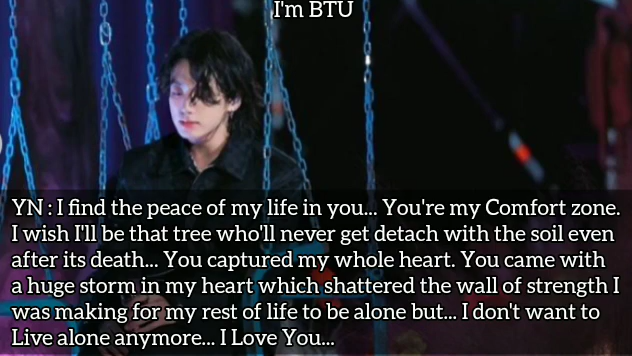 I'm BTU
YN : I find the peace of my life in you... You're my Comfort zone.
I wish I'll be that tree who'll never get detach with the soil even
after its death... You captured my whole heart. You came with
a huge storm in my heart which shattered the wall of strength I
was making for my rest of life to be alone but... I don't want to
Live alone anymore... I Love You...